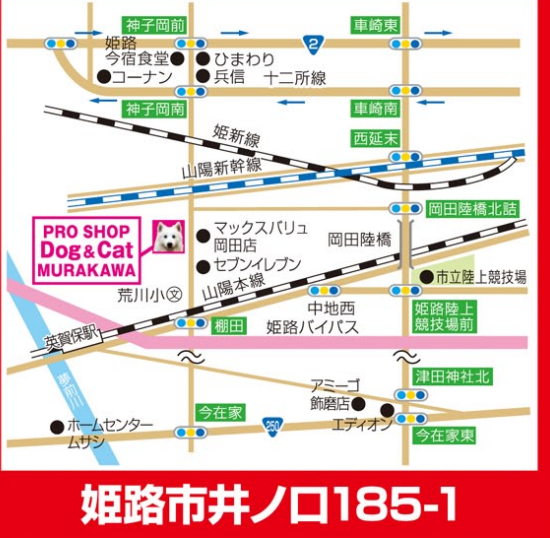 神子岡前
車崎東
姫路
今宿食堂
ひまわり
2
コーナン
兵信
十二所線
神子岡南
車崎南
姫新線
西延末
山陽新幹線
岡田陸橋北詰
PRO SHOP
Dog&Cat
MURAKAWA
マックスバリュ
岡田店
岡田陸橋
セブンイレブン
市立陸上競技場
荒川小
文
山陽本線
中地西
姫路陸上
競技場前
棚田
姫路バイパス
英賀保駅
津田神社北
夢前川
アミーゴ
飾磨店
今在家
エディオン
ホームセンター
ムサシ
250
今在家東
姫路市井ノ口185-1